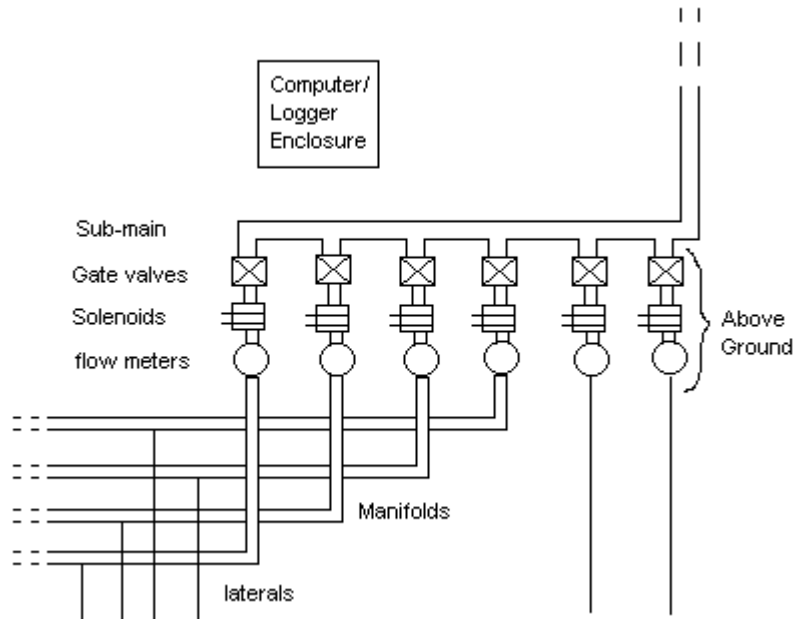 Computer/
Logger
Enclosure
Sub-main
Gate valves
Solenoids
flow meters
Above
Ground
Manifolds
laterals